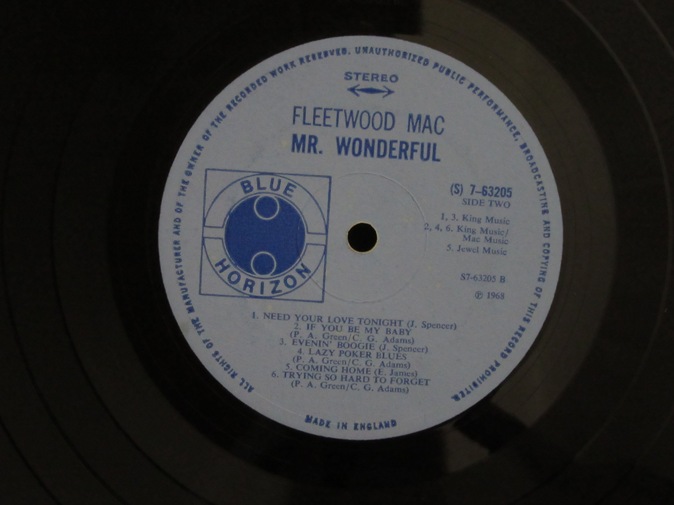 ALL RIGHTS OF THE MANUFACTURER AND OF THE OWNER OF THE RECORDED WORK RESERVED. UNAUTHORIZED PUBLIC PERFORMANCE, BROADCASTING AND COPYING OF THIS RECORD PROHIBITED.
STEREO
FLEETWOOD MAC
MR. WONDERFUL
BLUE
HORIZON
(S) 7-63205
SIDE TWO
1, 3. King Music
2, 4, 6. King Music/
Mac Music
5. Jewel Music
S7-63205 B
℗ 1968
1. NEED YOUR LOVE TONIGHT (J. Spencer)
2. IF YOU BE MY BABY
(P. A. Green/C. G. Adams)
3. EVENIN' BOOGIE (J. Spencer)
4. LAZY POKER BLUES
(P. A. Green/C. G. Adams)
5. COMING HOME (E. James)
6. TRYING SO HARD TO FORGET
(P. A. Green/C. G. Adams)
MADE IN ENGLAND